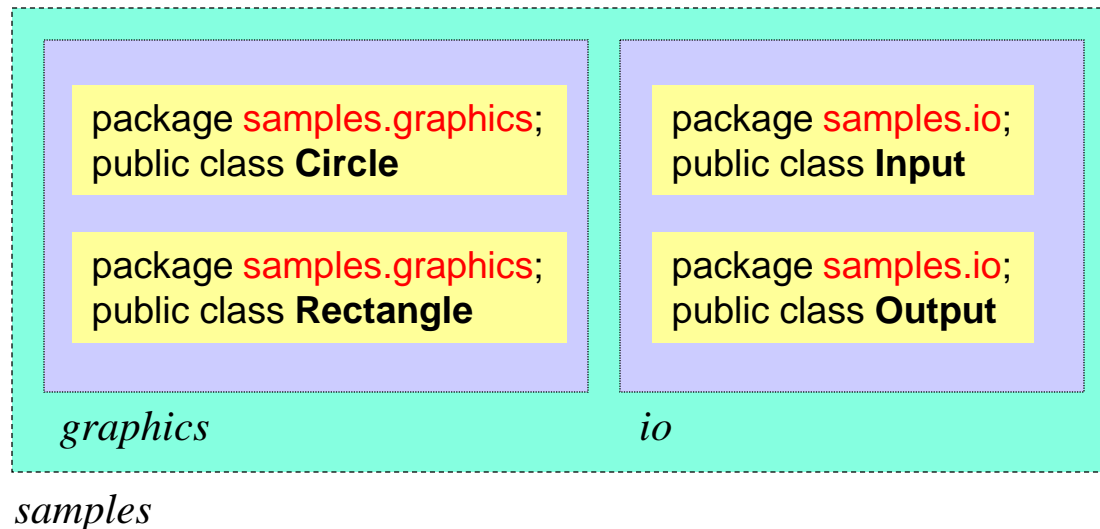 package samples.graphics;
public class Circle
package samples.graphics;
public class Rectangle
graphics
package samples.io;
public class Input
package samples.io;
public class Output
io
samples